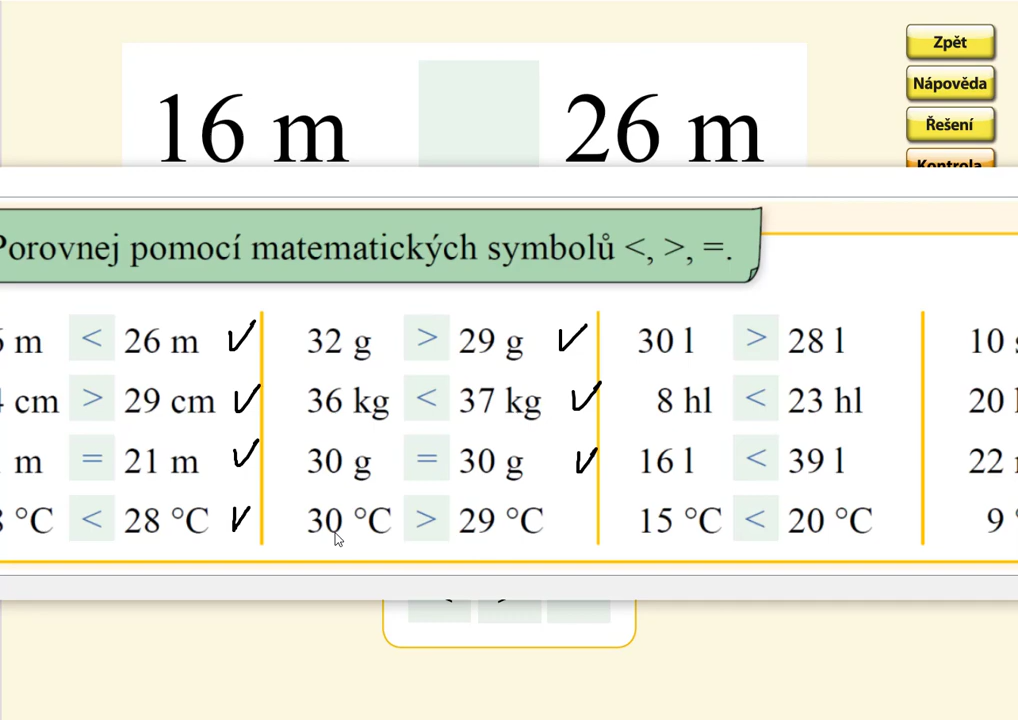 16 m 26 m
Zpět
Nápověda
Řešení
Kontrola
Porovnej pomocí matematických symbolů <, >, =.
m < 26 m ✓ 32 g > 29 g ✓ 30 l > 28 l 10
cm > 29 cm ✓ 36 kg < 37 kg ✓ 8 hl < 23 hl 20
m = 21 m ✓ 30 g = 30 g ✓ 16 l < 39 l 22
°C < 28 °C ✓ 30 °C > 29 °C 15 °C < 20 °C 9